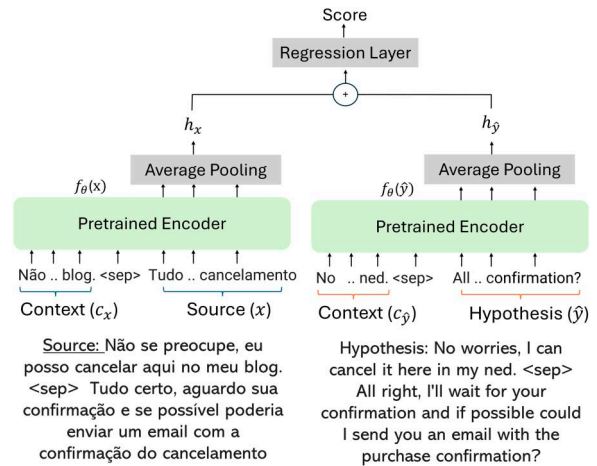 Score
Regression Layer
+
hₓ
h_ŷ
Average Pooling
Average Pooling
f_θ(x)
f_θ(ŷ)
Pretrained Encoder
Pretrained Encoder
Não .. blog. <sep> Tudo .. cancelamento
No .. ned. <sep> All .. confirmation?
Context (cₓ) Source (x)
Context (c_ŷ) Hypothesis (ŷ)
Source: Não se preocupe, eu
posso cancelar aqui no meu blog.
<sep> Tudo certo, aguardo sua
confirmação e se possível poderia
enviar um email com a
confirmação do cancelamento
Hypothesis: No worries, I can
cancel it here in my ned. <sep>
All right, I'll wait for your
confirmation and if possible could
I send you an email with the
purchase confirmation?